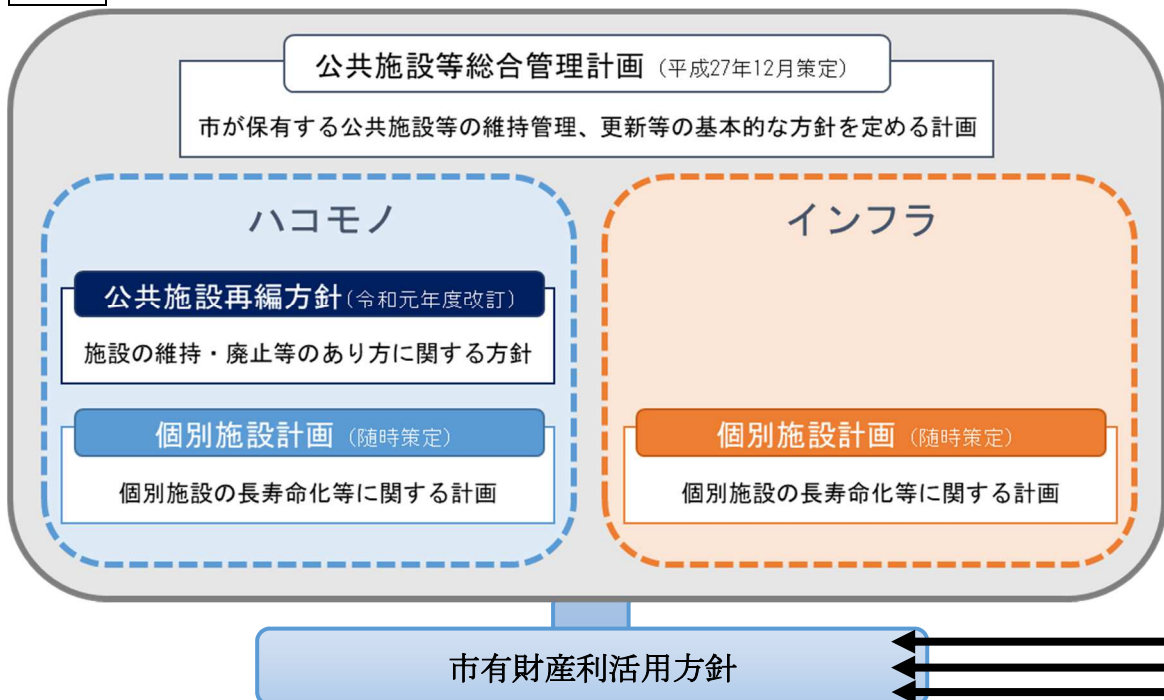 公共施設等総合管理計画（平成27年12月策定）
市が保有する公共施設等の維持管理、更新等の基本的な方針を定める計画
ハコモノ
公共施設再編方針（令和元年度改訂）
施設の維持・廃止等のあり方に関する方針
個別施設計画（随時策定）
個別施設の長寿命化等に関する計画
インフラ
個別施設計画（随時策定）
個別施設の長寿命化等に関する計画
市有財産利活用方針